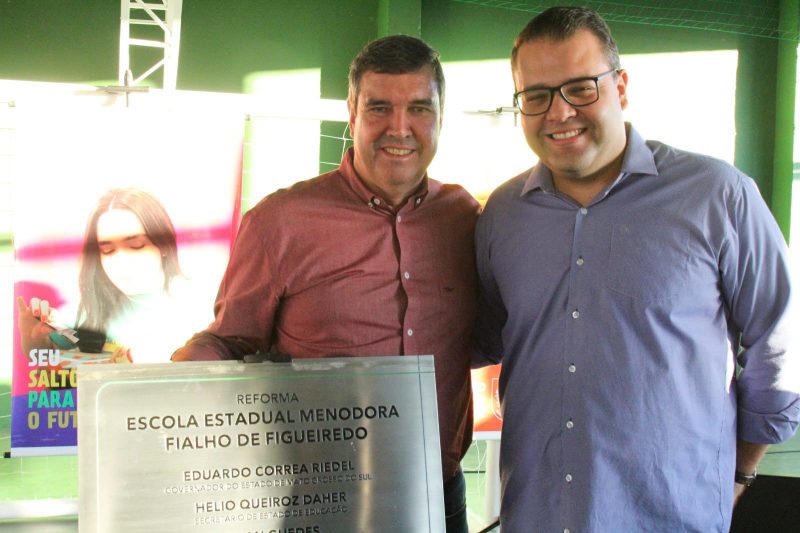 SEU
SALTO
PARA
O FUT
REFORMA
ESCOLA ESTADUAL MENODORA
FIALHO DE FIGUEIREDO
EDUARDO CORREA RIEDEL
GOVERNADOR DO ESTADO DE MATO GROSSO DO SUL
HELIO QUEIROZ DAHER
SECRETARIO DE ESTADO DE EDUCAÇÃO